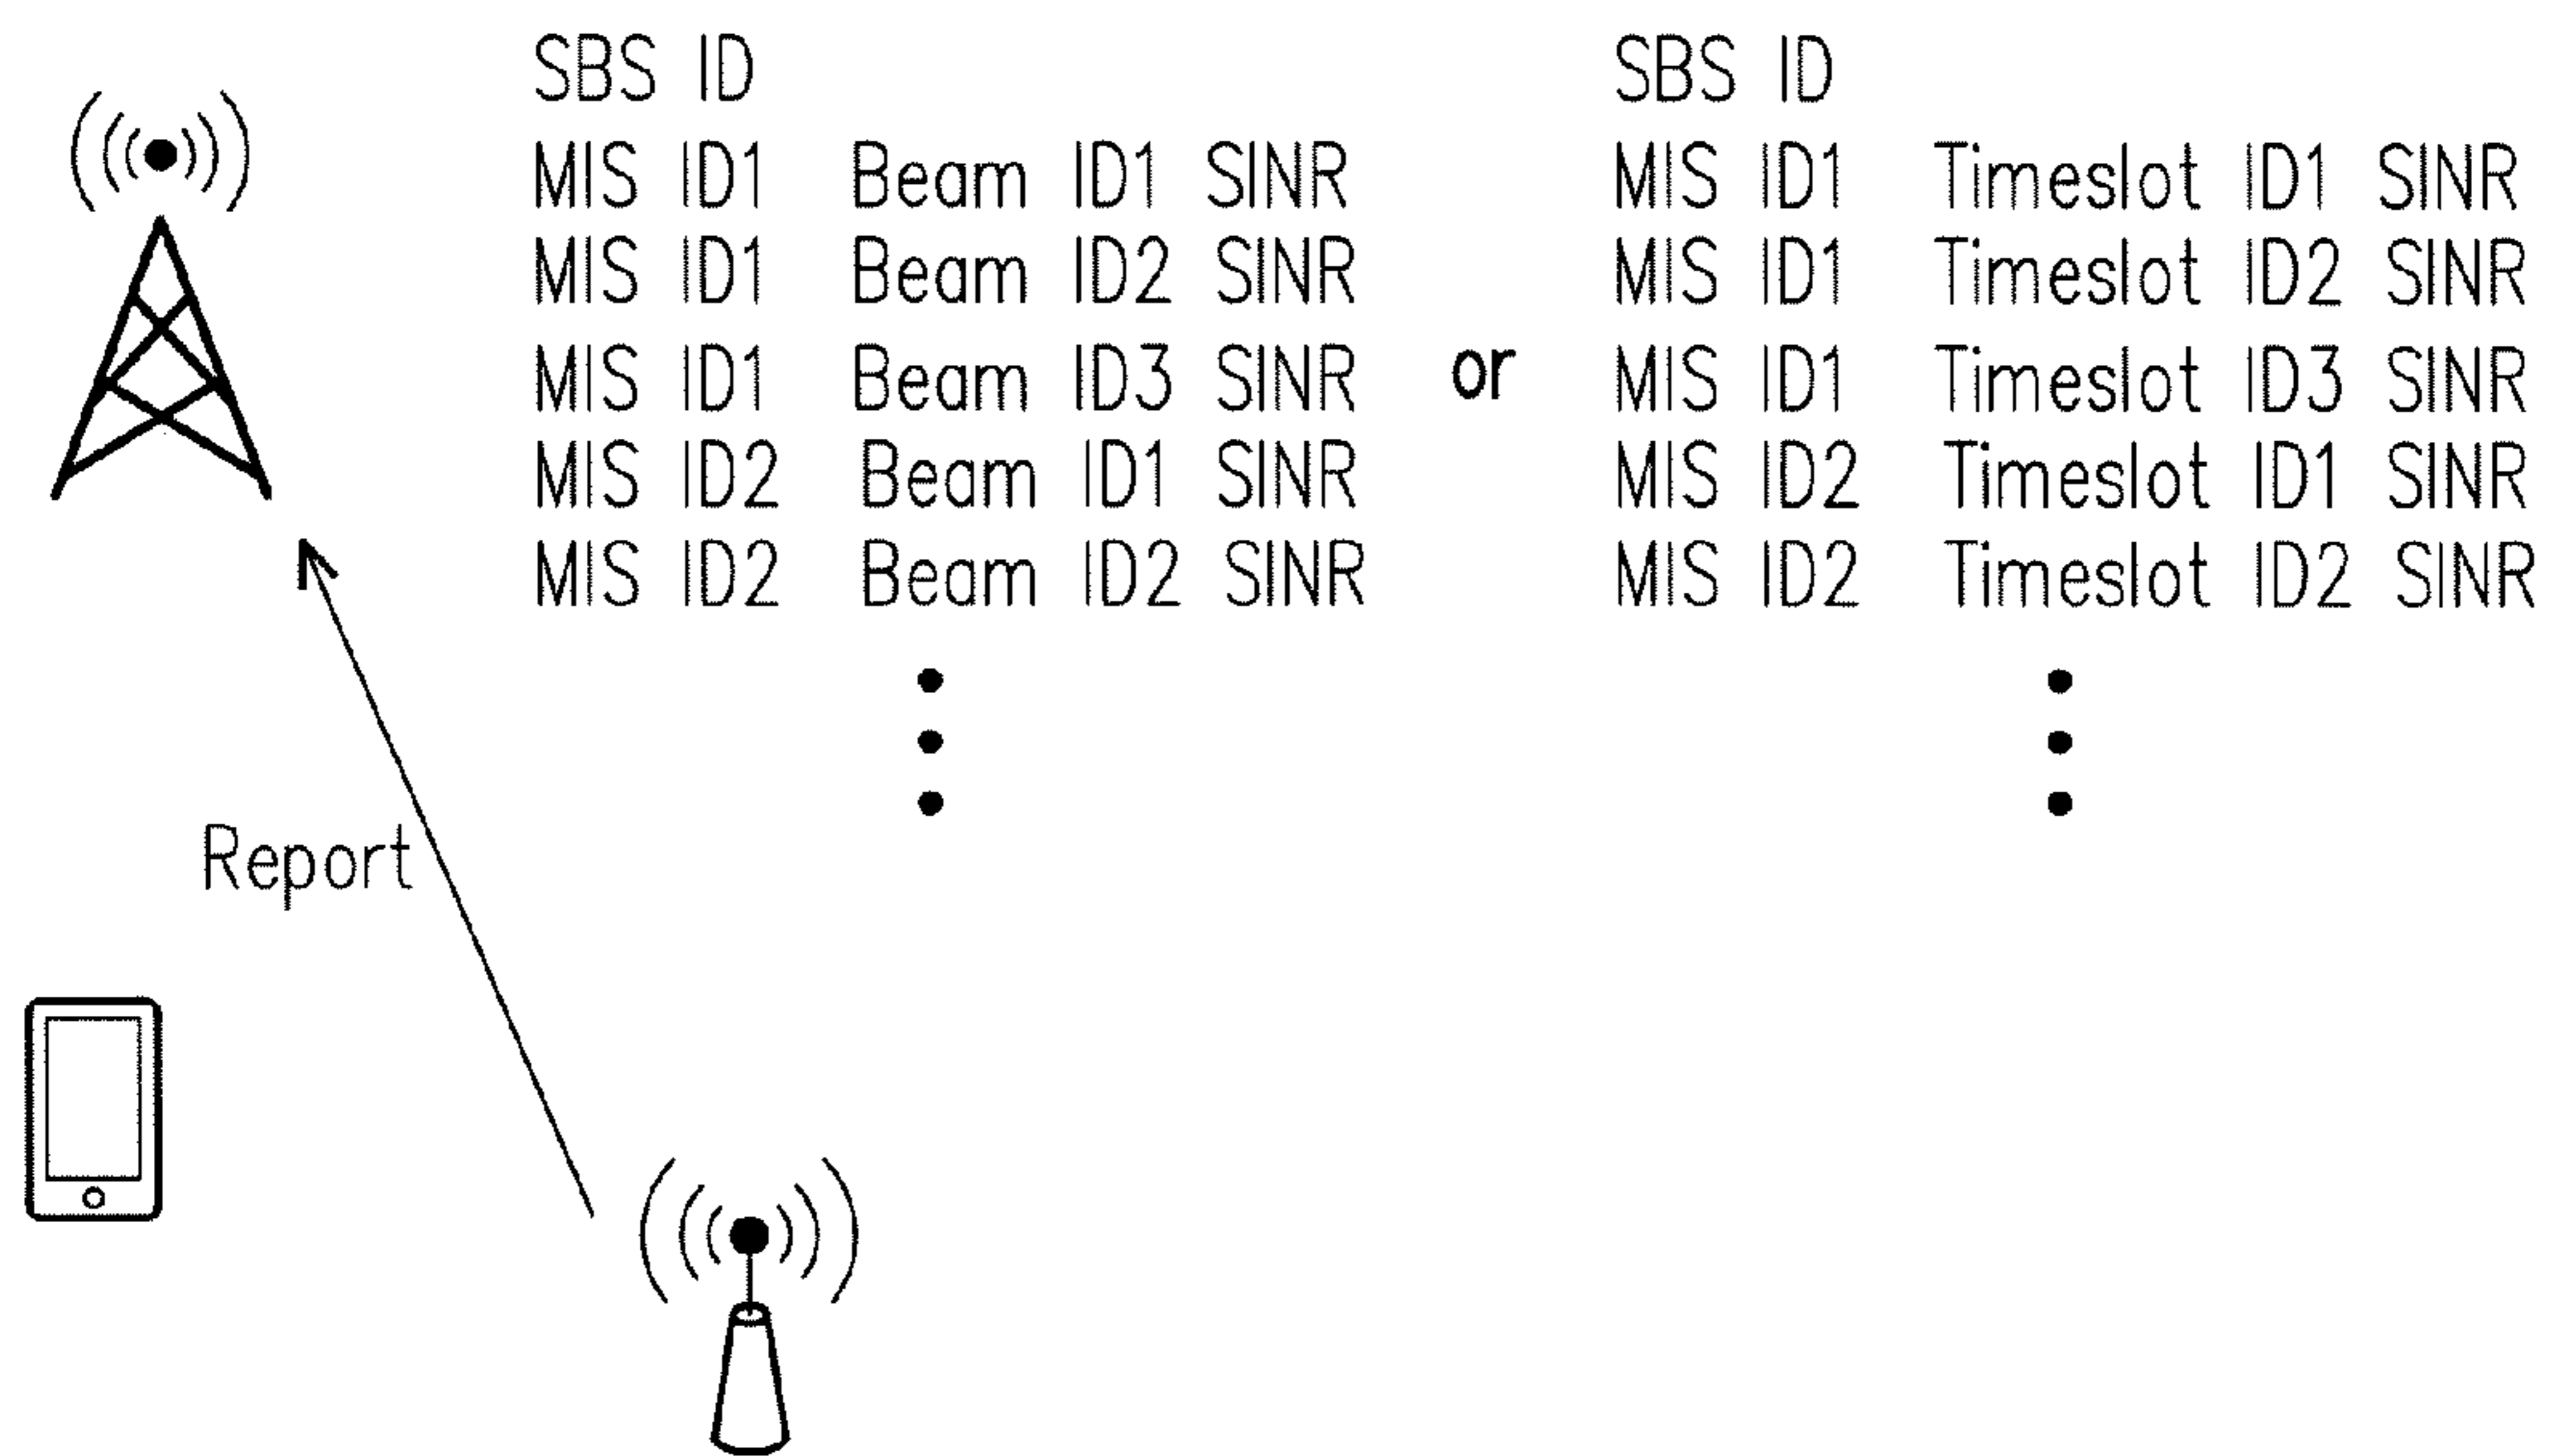 SBS ID
MIS ID1 Beam ID1 SINR
MIS ID1 Beam ID2 SINR
MIS ID1 Beam ID3 SINR
MIS ID2 Beam ID1 SINR
MIS ID2 Beam ID2 SINR
or
SBS ID
MIS ID1 Timeslot ID1 SINR
MIS ID1 Timeslot ID2 SINR
MIS ID1 Timeslot ID3 SINR
MIS ID2 Timeslot ID1 SINR
MIS ID2 Timeslot ID2 SINR
Report